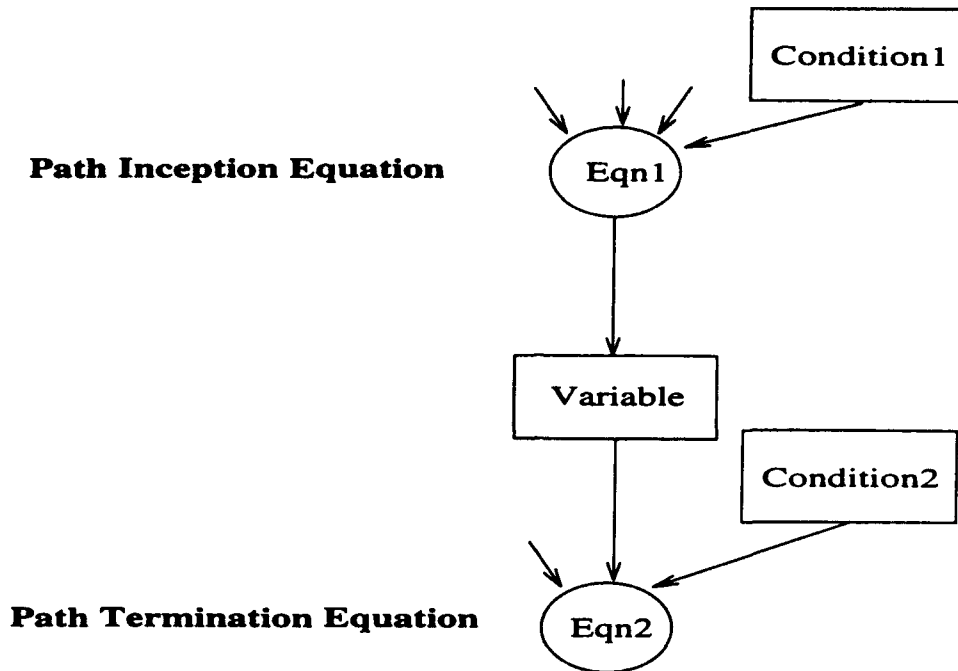 Condition1
Path Inception Equation
Eqn1
Variable
Condition2
Path Termination Equation
Eqn2